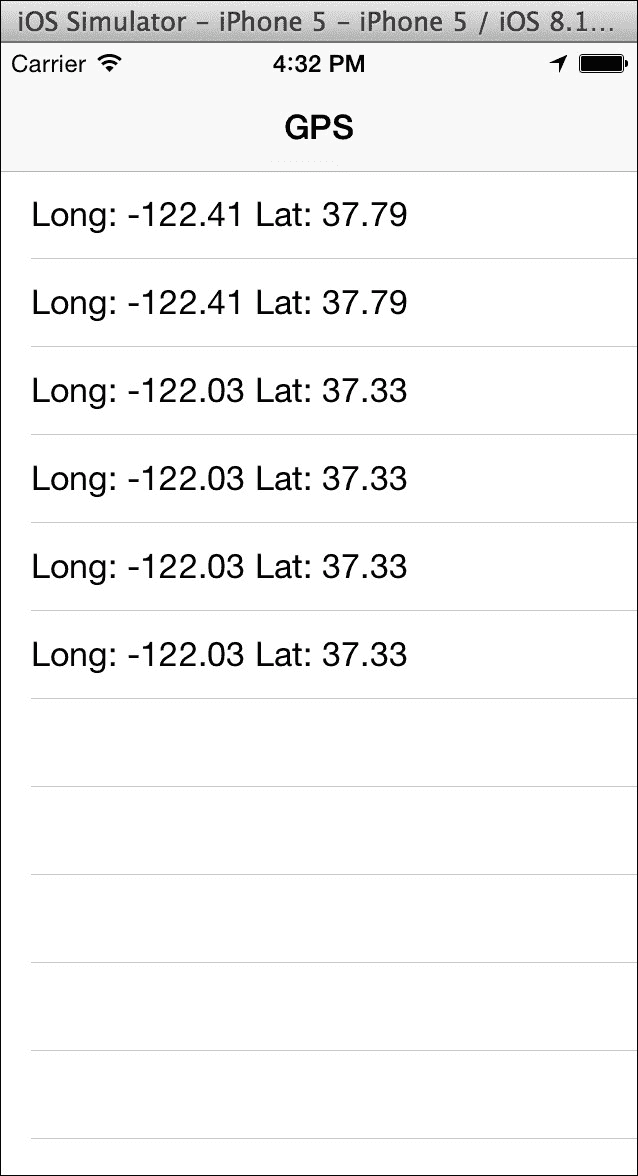 iOS Simulator – iPhone 5 – iPhone 5 / iOS 8.1...
Carrier 4:32 PM
GPS
Long: -122.41 Lat: 37.79
Long: -122.41 Lat: 37.79
Long: -122.03 Lat: 37.33
Long: -122.03 Lat: 37.33
Long: -122.03 Lat: 37.33
Long: -122.03 Lat: 37.33